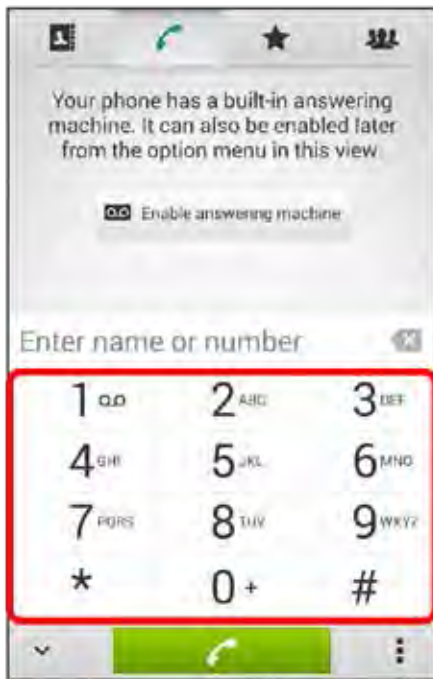 Your phone has a built-in answering
machine. It can also be enabled later
from the option menu in this view
Enable answering machine
Enter name or number
1 2 ABC 3 DEF
4 GHI 5 JKL 6 MNO
7 PQRS 8 TUV 9 WXYZ
* 0 + #